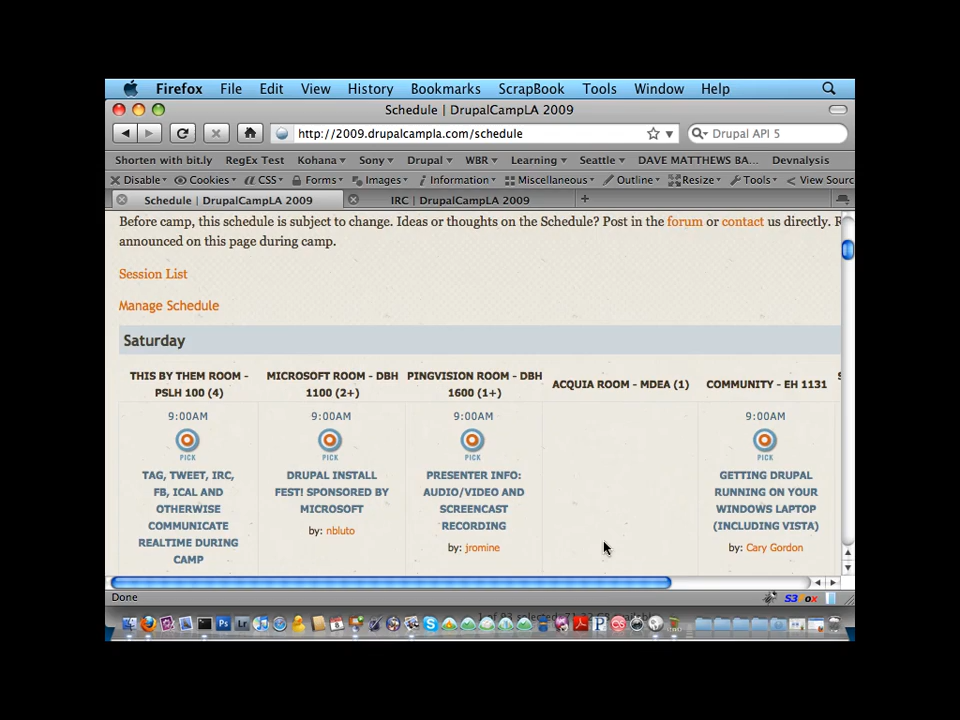 Firefox File Edit View History Bookmarks ScrapBook Tools Window Help
Schedule | DrupalCampLA 2009
http://2009.drupalcampla.com/schedule
Drupal API 5
Shorten with bit.ly RegEx Test Kohana Sony Drupal WBR Learning Seattle DAVE MATTHEWS BA... Devnalysis
Disable Cookies CSS Forms Images Information Miscellaneous Outline Resize Tools View Sourc
Schedule | DrupalCampLA 2009 IRC | DrupalCampLA 2009
Before camp, this schedule is subject to change. Ideas or thoughts on the Schedule? Post in the forum or contact us directly. R
announced on this page during camp.
Session List
Manage Schedule
Saturday
THIS BY THEM ROOM -
PSLH 100 (4)
MICROSOFT ROOM - DBH
1100 (2+)
PINGVISION ROOM - DBH
1600 (1+)
ACQUIA ROOM - MDEA (1)
COMMUNITY - EH 1131
S
9:00AM
PICK
TAG, TWEET, IRC,
FB, ICAL AND
OTHERWISE
COMMUNICATE
REALTIME DURING
CAMP
9:00AM
PICK
DRUPAL INSTALL
FEST! SPONSORED BY
MICROSOFT
by: nbluto
9:00AM
PICK
PRESENTER INFO:
AUDIO/VIDEO AND
SCREENCAST
RECORDING
by: jromine
9:00AM
PICK
GETTING DRUPAL
RUNNING ON YOUR
WINDOWS LAPTOP
(INCLUDING VISTA)
by: Cary Gordon
Done
S3Fox
Ps Lr